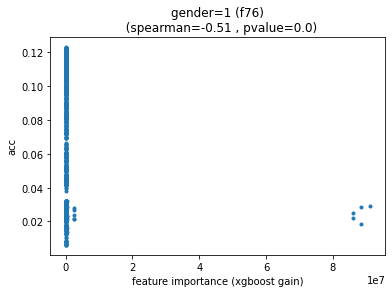 gender=1 (f76)
(spearman=-0.51 , pvalue=0.0)
0.12
0.10
0.08
0.06
0.04
0.02
acc
0 2 4 6 8
1e7
feature importance (xgboost gain)